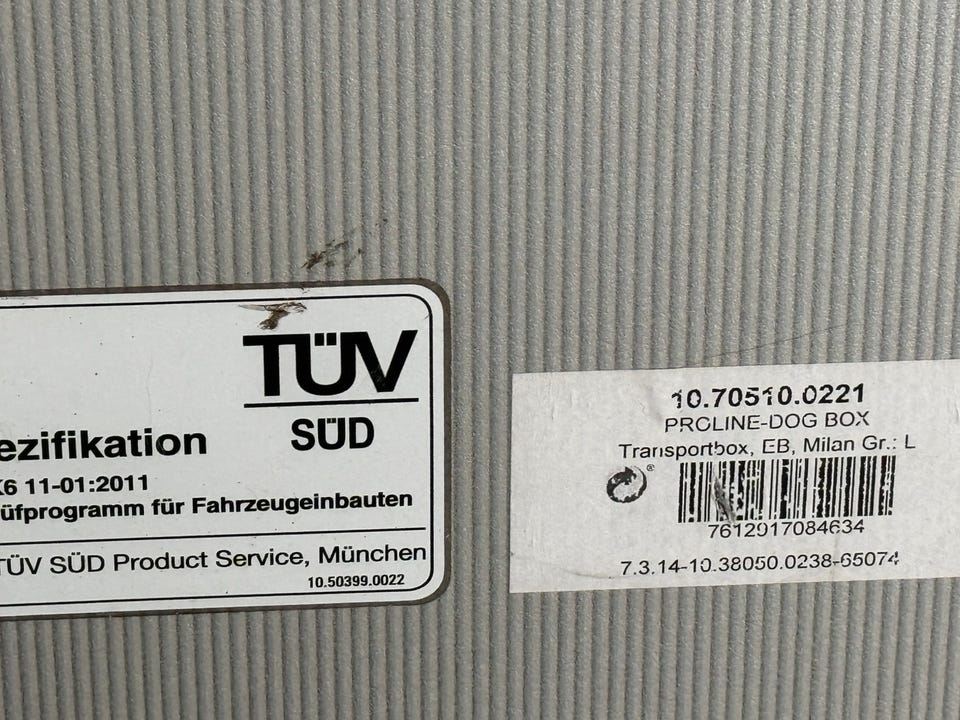 TÜV
SÜD
ezifikation
K6 11-01:2011
üfprogramm für Fahrzeugeinbauten
TÜV SÜD Product Service, München
10.50399.0022
10.70510.0221
PROLINE-DOG BOX
Transportbox, EB, Milan Gr.: L
7612917084634
7.3.14-10.38050.0238-65074